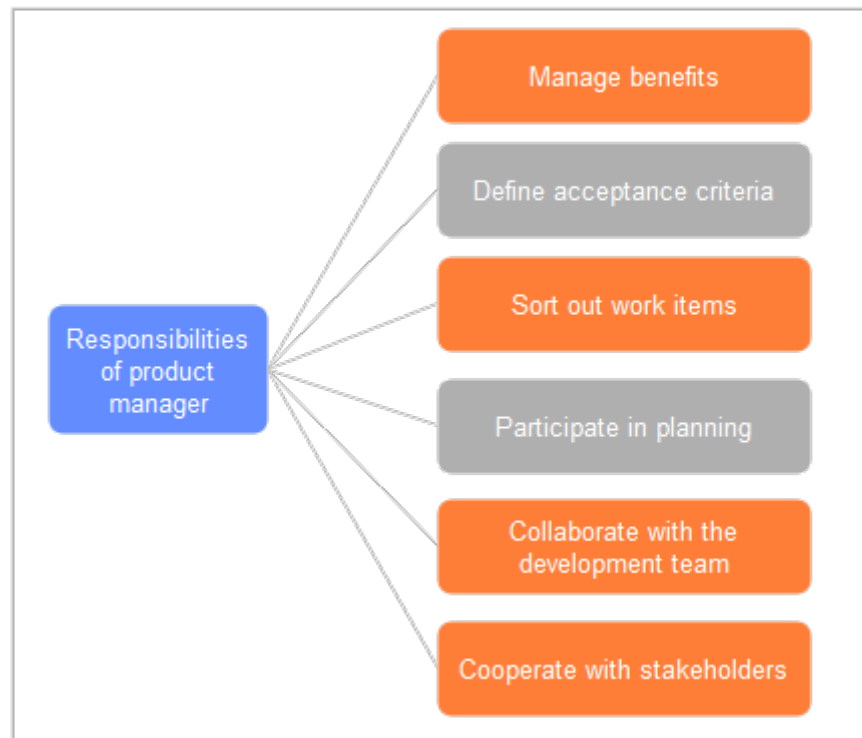 Manage benefits
Define acceptance criteria
Sort out work items
Responsibilities
of product
manager
Participate in planning
Collaborate with the
development team
Cooperate with stakeholders